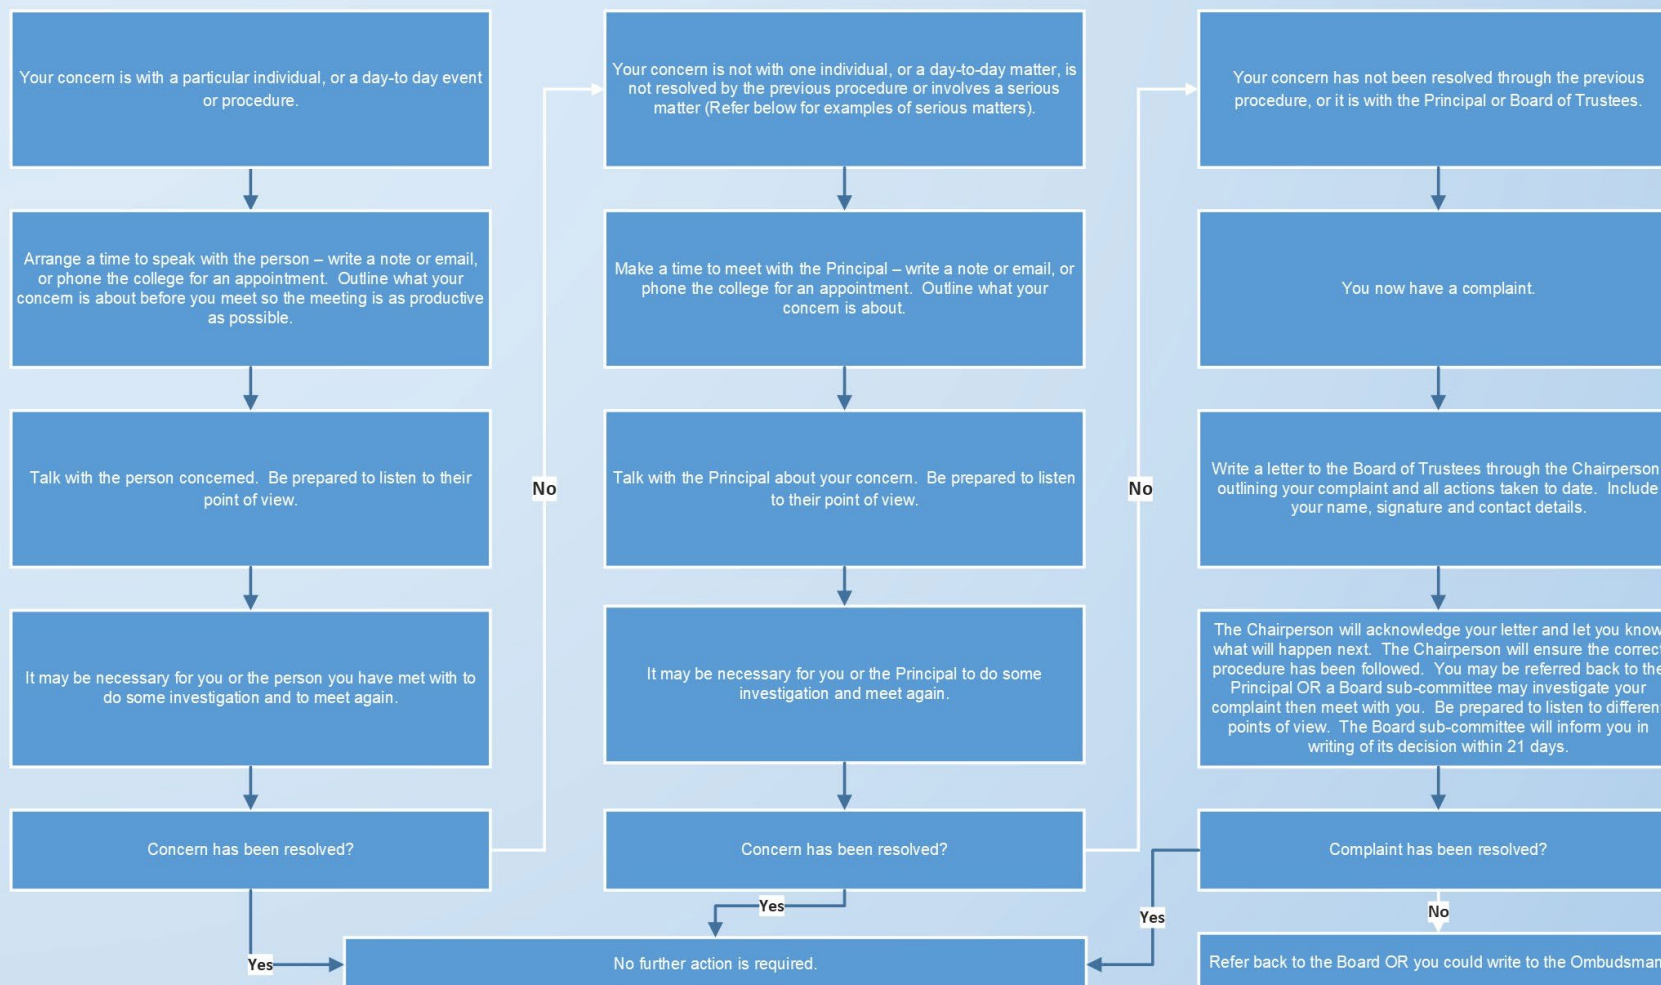 Your concern is with a particular individual, or a day-to day event
or procedure.
Arrange a time to speak with the person – write a note or email,
or phone the college for an appointment.  Outline what your
concern is about before you meet so the meeting is as productive
as possible.
Talk with the person concerned.  Be prepared to listen to their
point of view.
It may be necessary for you or the person you have met with to
do some investigation and to meet again.
Concern has been resolved?
Yes
No
Your concern is not with one individual, or a day-to-day matter, is
not resolved by the previous procedure or involves a serious
matter (Refer below for examples of serious matters).
Make a time to meet with the Principal – write a note or email, or
phone the college for an appointment.  Outline what your
concern is about.
Talk with the Principal about your concern.  Be prepared to listen
to their point of view.
It may be necessary for you or the Principal to do some
investigation and meet again.
Concern has been resolved?
Yes
No further action is required.
No
Your concern has not been resolved through the previous
procedure, or it is with the Principal or Board of Trustees.
You now have a complaint.
Write a letter to the Board of Trustees through the Chairperson
outlining your complaint and all actions taken to date.  Include
your name, signature and contact details.
The Chairperson will acknowledge your letter and let you know
what will happen next.  The Chairperson will ensure the correct
procedure has been followed.  You may be referred back to the
Principal OR a Board sub-committee may investigate your
complaint then meet with you.  Be prepared to listen to different
points of view.  The Board sub-committee will inform you in
writing of its decision within 21 days.
Complaint has been resolved?
Yes
No
Refer back to the Board OR you could write to the Ombudsman